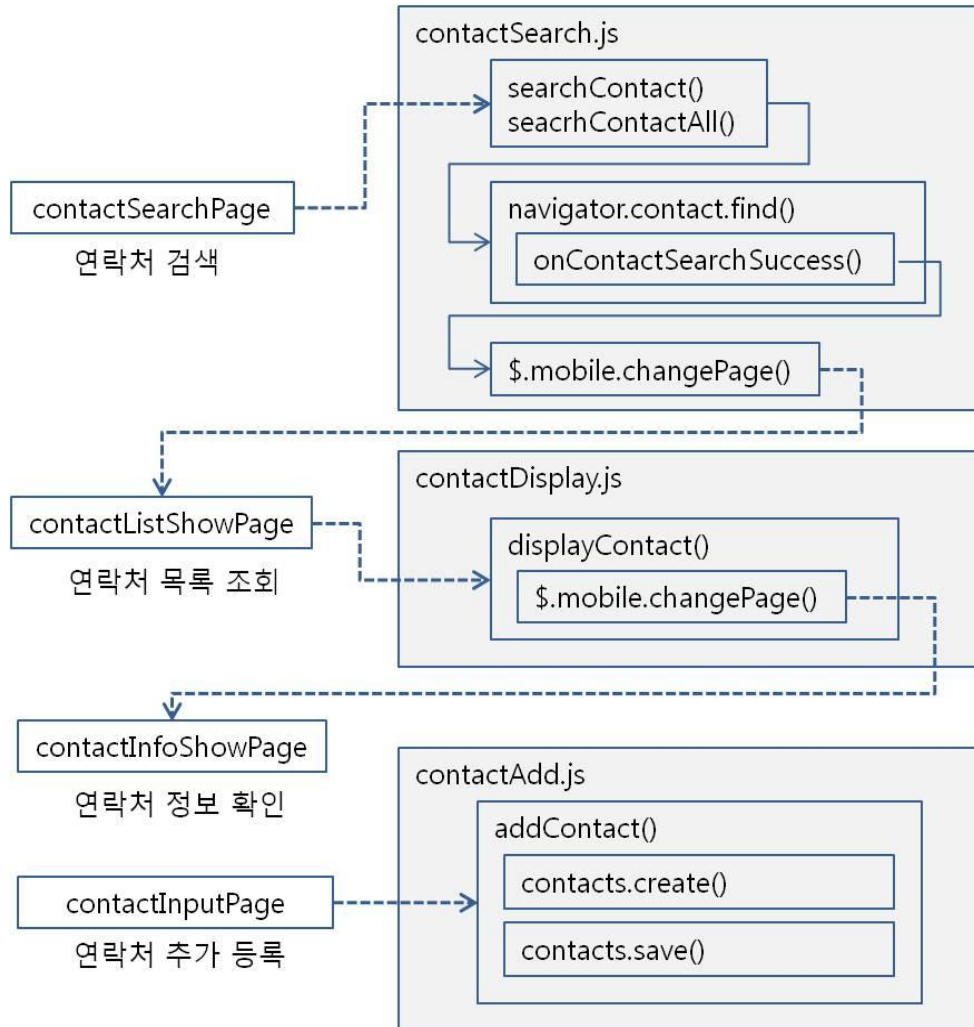 contactSearch.js
searchContact()
seacrhContactAll()
contactSearchPage
연락처 검색
navigator.contact.find()
onContactSearchSuccess()
$.mobile.changePage()
contactDisplay.js
contactListShowPage
연락처 목록 조회
displayContact()
$.mobile.changePage()
contactInfoShowPage
연락처 정보 확인
contactAdd.js
addContact()
contacts.create()
contactInputPage
연락처 추가 등록
contacts.save()